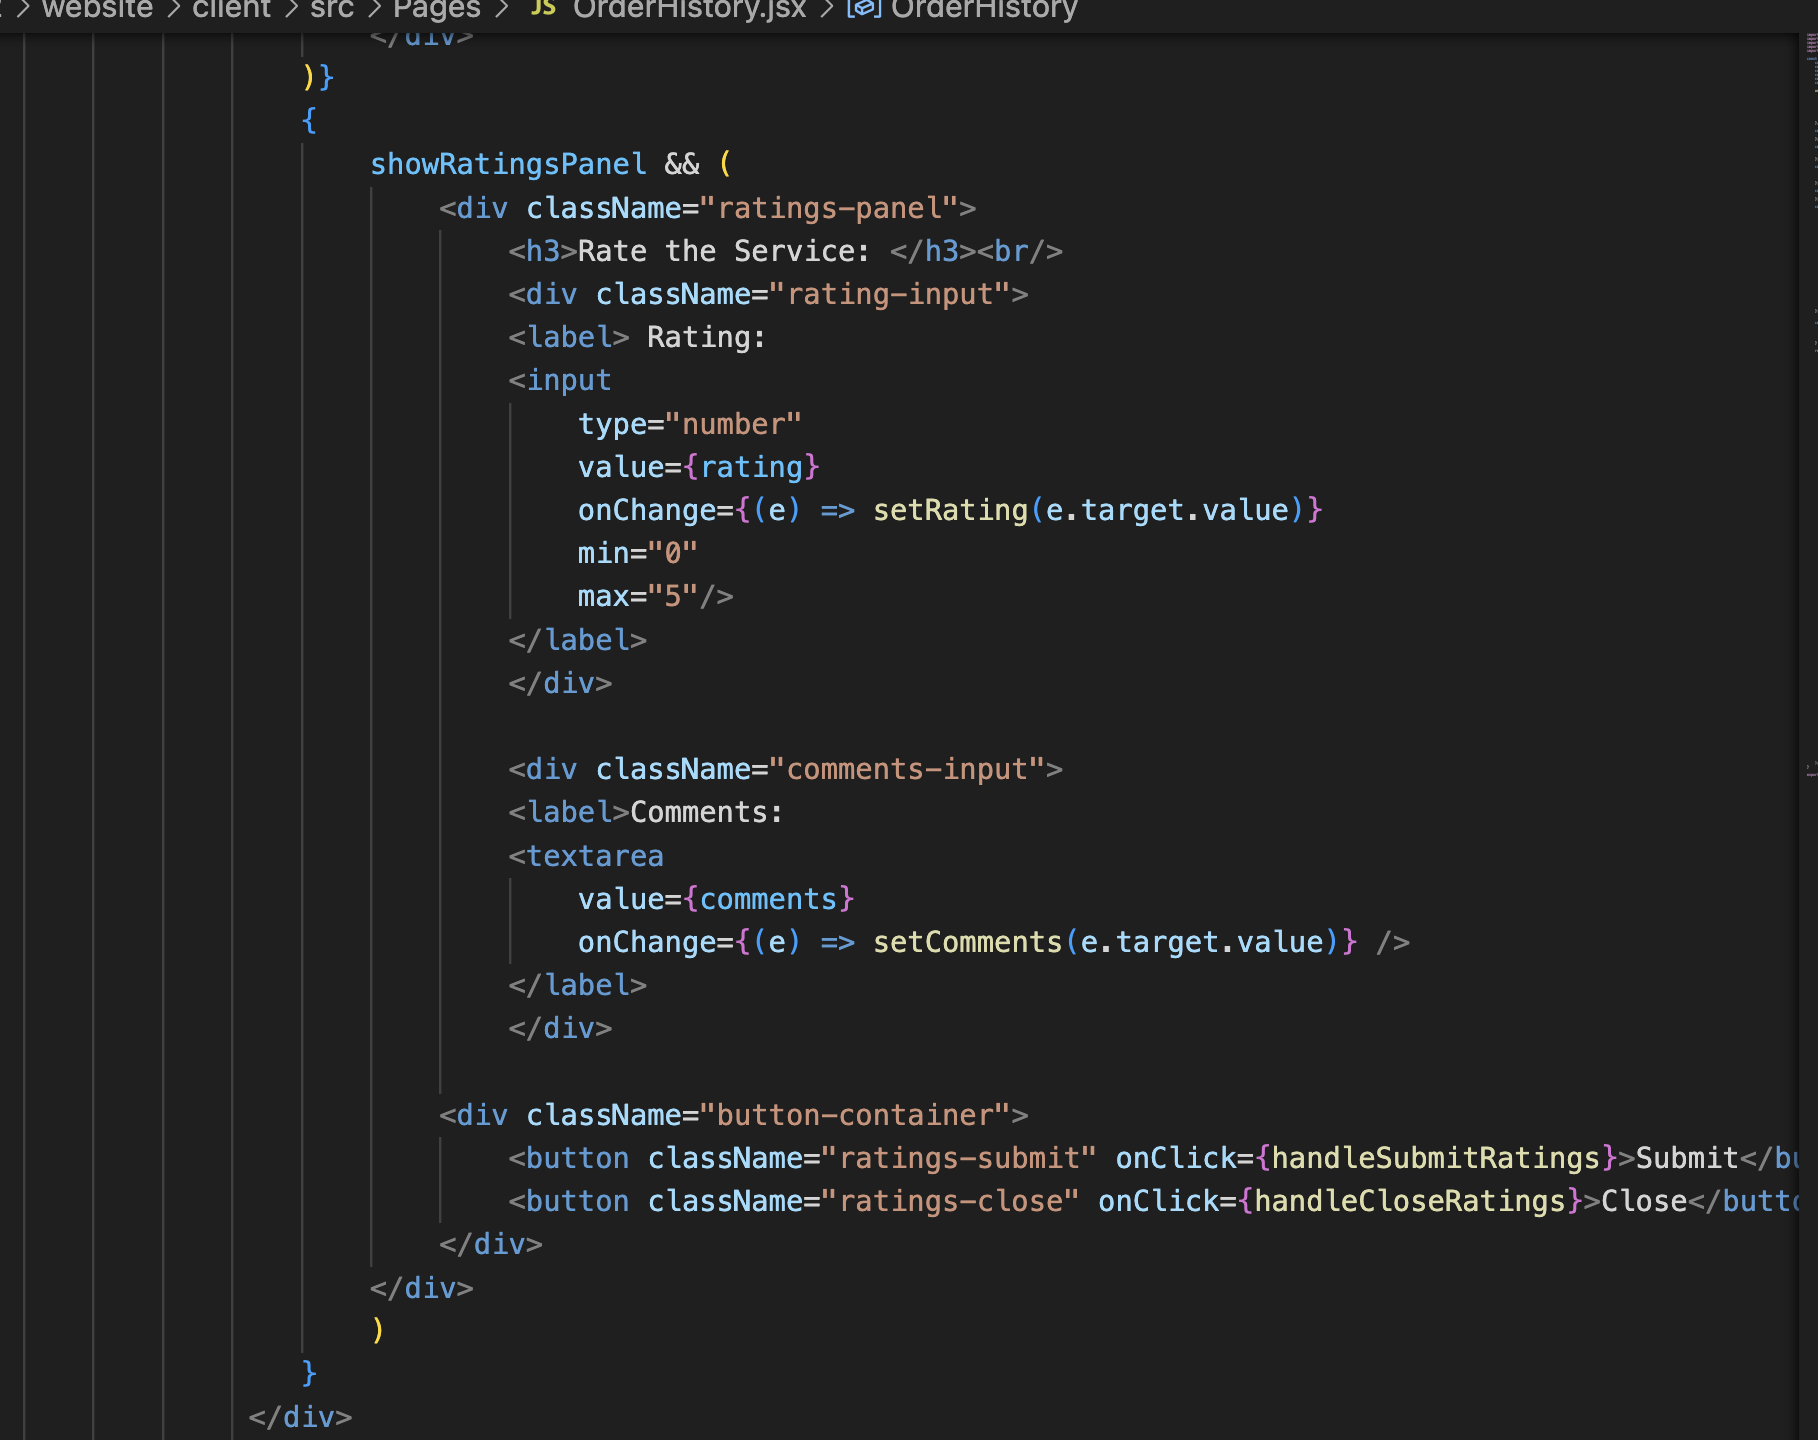 > website > client > src > Pages > JS OrderHistory.jsx > OrderHistory
</div>
)}
{
showRatingsPanel && (
<div className="ratings-panel">
<h3>Rate the Service: </h3><br/>
<div className="rating-input">
<label> Rating:
<input
type="number"
value={rating}
onChange={(e) => setRating(e.target.value)}
min="0"
max="5"/>
</label>
</div>
<div className="comments-input">
<label>Comments:
<textarea
value={comments}
onChange={(e) => setComments(e.target.value)} />
</label>
</div>
<div className="button-container">
<button className="ratings-submit" onClick={handleSubmitRatings}>Submit</bu
<button className="ratings-close" onClick={handleCloseRatings}>Close</butto
</div>
</div>
)
}
</div>